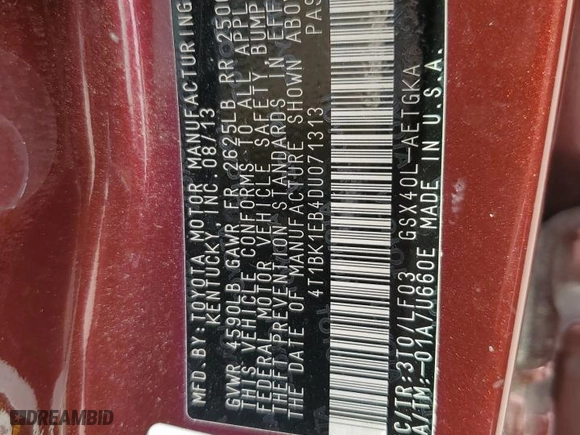 MFD. BY: TOYOTA MOTOR MANUFACTURING
KENTUCKY, INC. 08/13
GVWR 4590LB GAWR FR 2625LB RR
THIS VEHICLE CONFORMS TO ALL APPL
FEDERAL MOTOR VEHICLE SAFETY, BUMP
THEFT PREVENTION STANDARDS IN EFF
THE DATE OF MANUFACTURE SHOWN ABO
4T1BK1EB4DU071313 PAS
C/TR: 3T0/LF03 GSX40L-AETGKA
A/TM: -01A/U660E MADE IN U.S.A.
DREAMBID